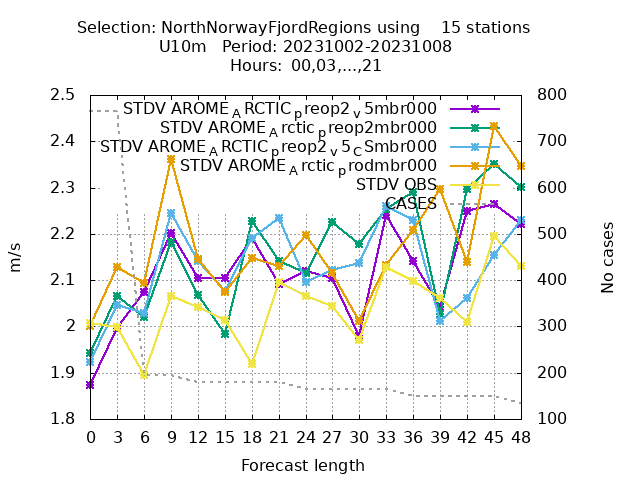 Selection: NorthNorwayFjordRegions using 15 stations
U10m Period: 20231002-20231008
Hours: 00,03,...,21
STDV AROME_ARCTIC_preop2_v5mbr000
STDV AROME_Arctic_preop2mbr000
STDV AROME_ARCTIC_preop2_v5_CSmbr000
STDV AROME_Arctic_prodmbr000
STDV OBS
CASES
2.5
2.4
2.3
2.2
2.1
2
1.9
1.8
m/s
800
700
600
500
400
300
200
100
No cases
0 3 6 9 12 15 18 21 24 27 30 33 36 39 42 45 48
Forecast length